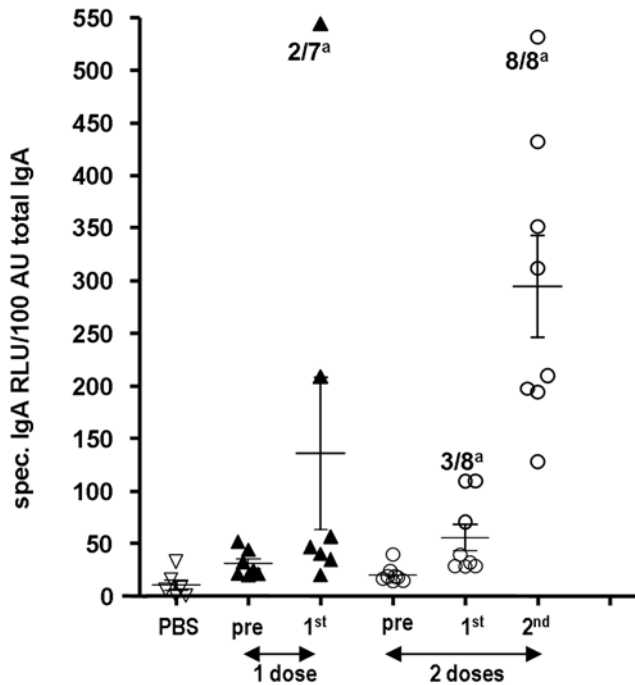 spec. IgA RLU/100 AU total IgA
550
500
450
400
350
300
250
200
150
100
50
0
2/7ᵃ
8/8ᵃ
3/8ᵃ
PBS pre 1ˢᵗ pre 1ˢᵗ 2ⁿᵈ
1 dose 2 doses